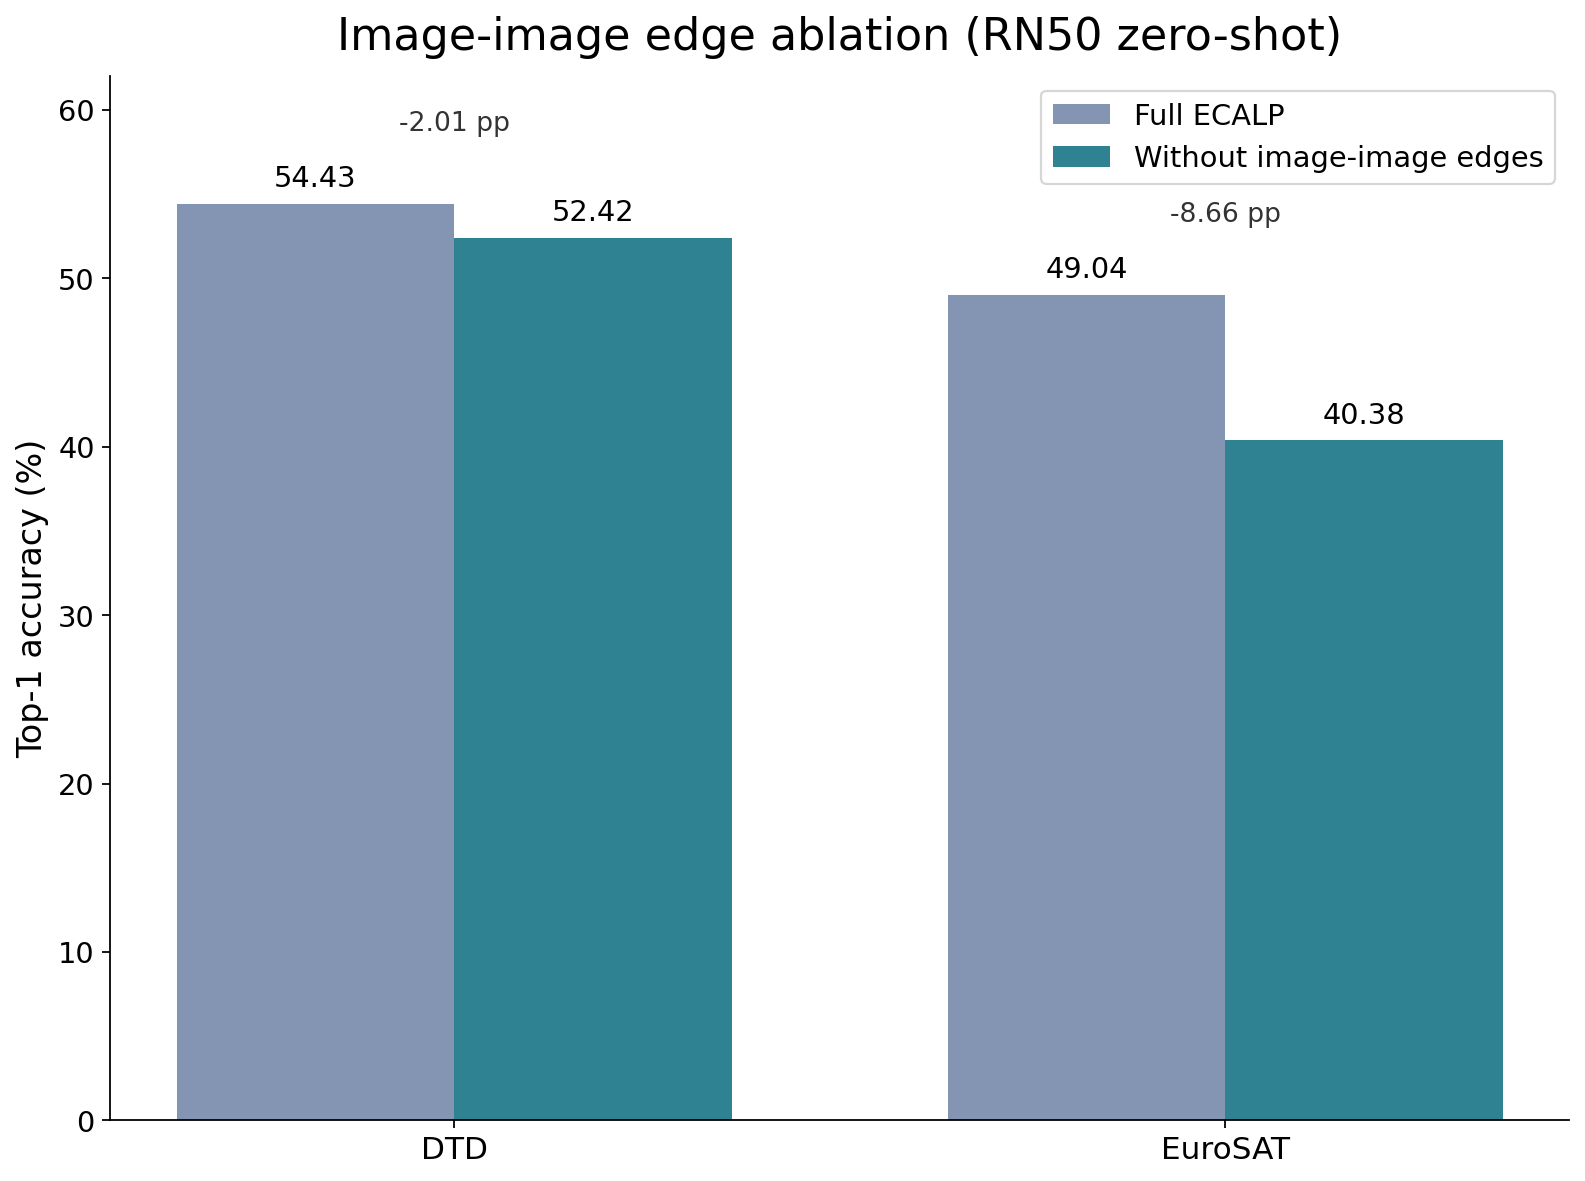 Image-image edge ablation (RN50 zero-shot)
Full ECALP
Without image-image edges
-2.01 pp
54.43
52.42
-8.66 pp
49.04
40.38
Top-1 accuracy (%)
60
50
40
30
20
10
0
DTD
EuroSAT